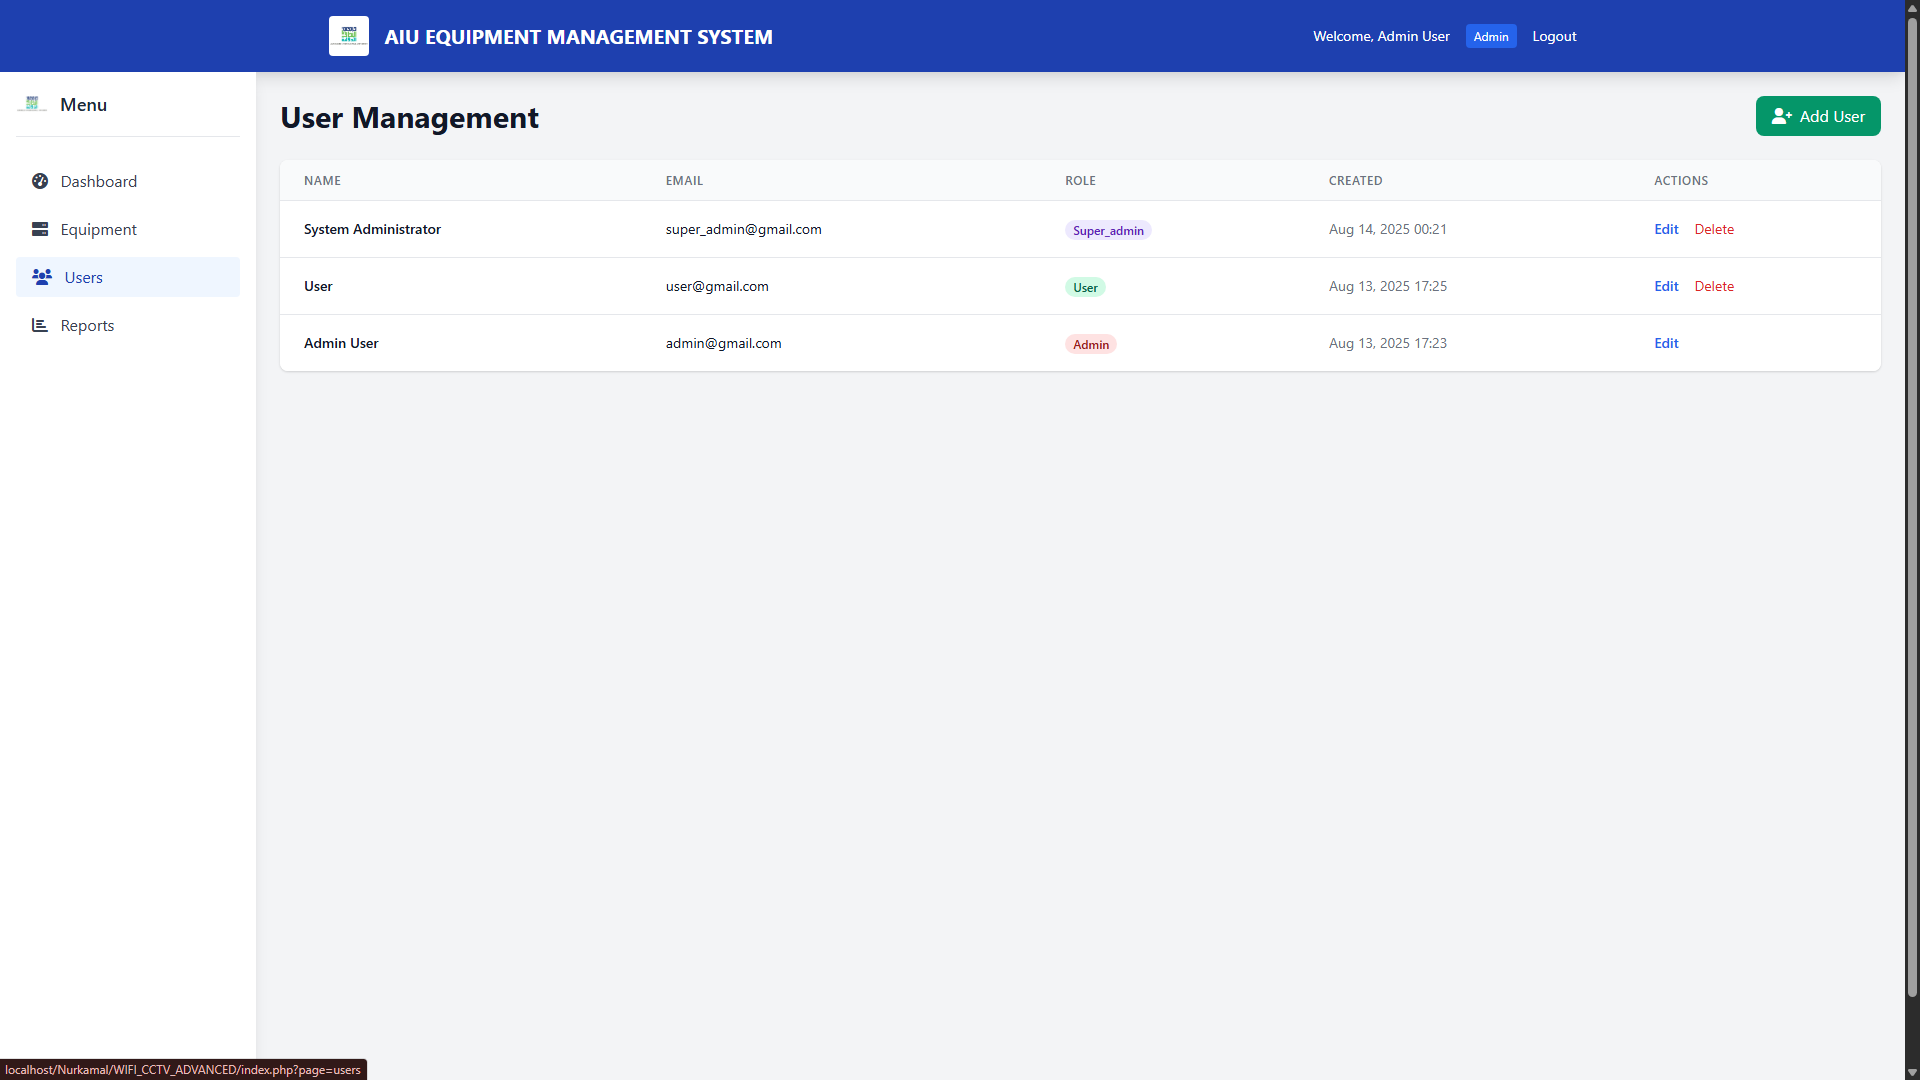 AIU EQUIPMENT MANAGEMENT SYSTEM
Welcome, Admin User Admin Logout
Menu
Dashboard
Equipment
Users
Reports
User Management
Add User
NAME EMAIL ROLE CREATED ACTIONS
System Administrator super_admin@gmail.com Super_admin Aug 14, 2025 00:21 Edit Delete
User user@gmail.com User Aug 13, 2025 17:25 Edit Delete
Admin User admin@gmail.com Admin Aug 13, 2025 17:23 Edit
localhost/Nurkamal/WIFI_CCTV_ADVANCED/index.php?page=users